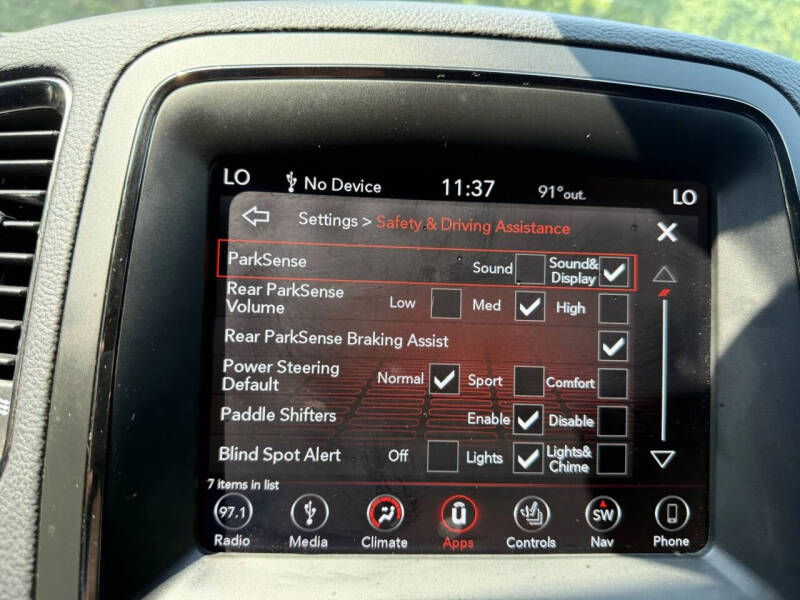 LO No Device 11:37 91°out. LO
Settings > Safety & Driving Assistance X
ParkSense Sound Sound& Display
Rear ParkSense Volume Low Med High
Rear ParkSense Braking Assist
Power Steering Default Normal Sport Comfort
Paddle Shifters Enable Disable
Blind Spot Alert Off Lights Lights& Chime
7 items in list
97.1 SW
Radio Media Climate Apps Controls Nav Phone